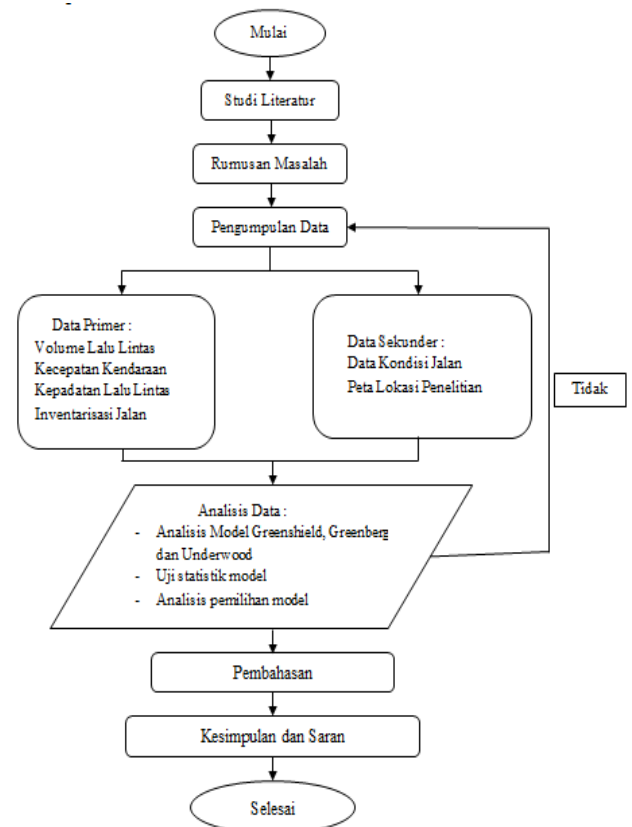 Mulai
Studi Literatur
Rumusan Masalah
Pengumpulan Data
Data Primer :
Volume Lalu Lintas
Kecepatan Kendaraan
Kepadatan Lalu Lintas
Inventarisasi Jalan
Data Sekunder :
Data Kondisi Jalan
Peta Lokasi Penelitian
Tidak
Analisis Data :
- Analisis Model Greenshield, Greenberg
dan Underwood
- Uji statistik model
- Analisis pemilihan model
Pembahasan
Kesimpulan dan Saran
Selesai